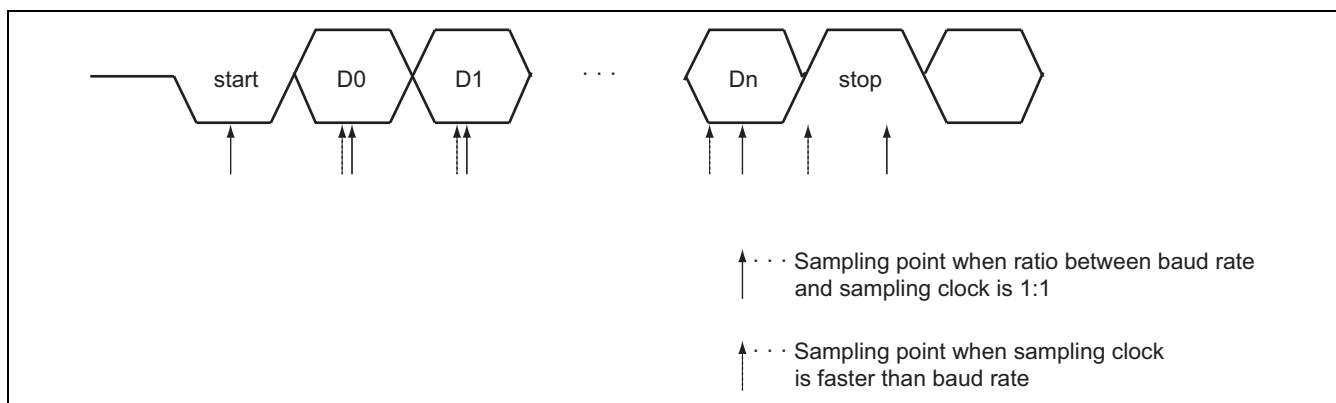 start D0 D1 · · · Dn stop
· · · Sampling point when ratio between baud rate
and sampling clock is 1:1
· · · Sampling point when sampling clock
is faster than baud rate